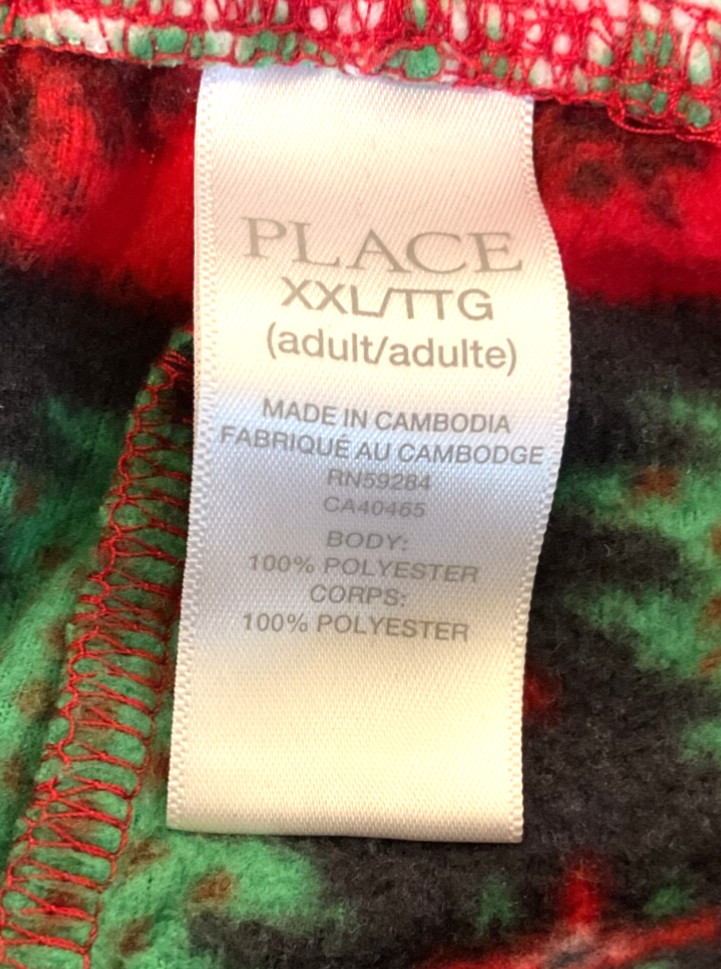 PLACE
XXL/TTG
(adult/adulte)
MADE IN CAMBODIA
FABRIQUÉ AU CAMBODGE
RN59284
CA40465
BODY:
100% POLYESTER
CORPS:
100% POLYESTER